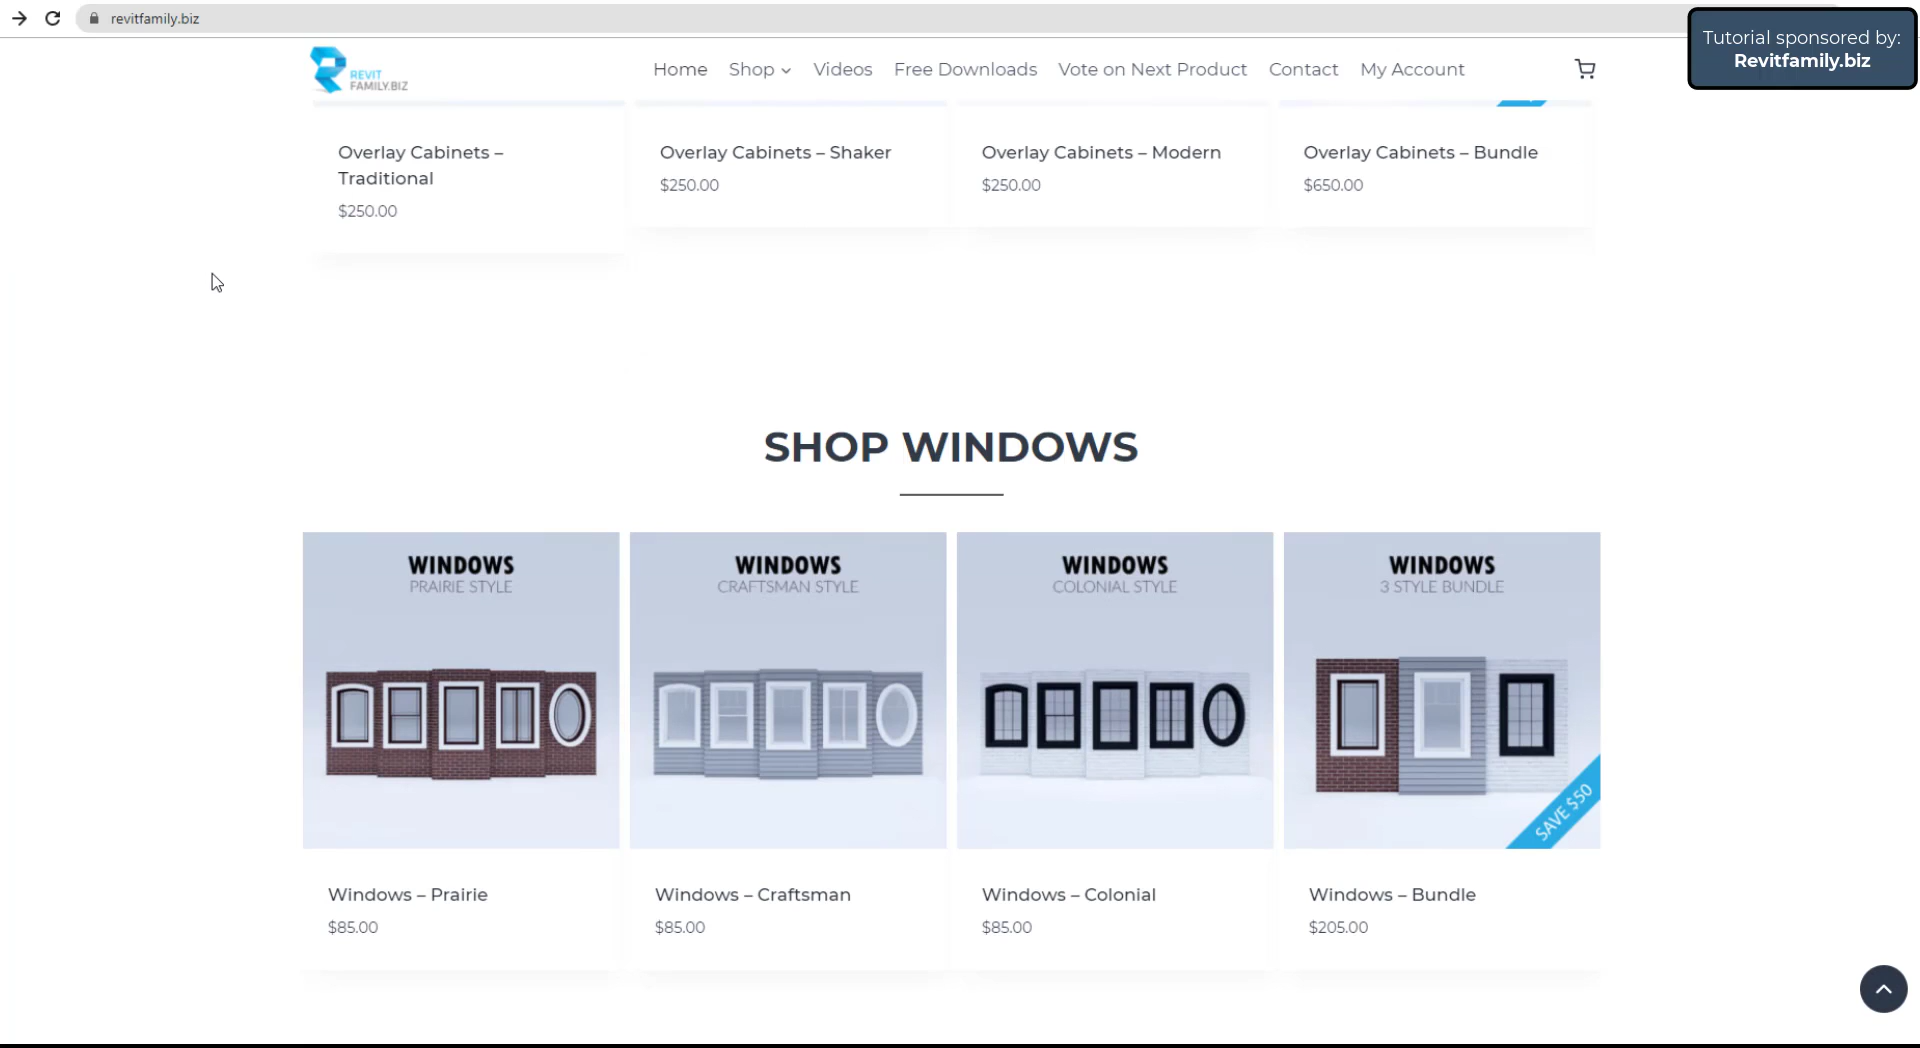 revitfamily.biz
Tutorial sponsored by:
Revitfamily.biz
REVIT
FAMILY.BIZ
Home
Shop
Videos
Free Downloads
Vote on Next Product
Contact
My Account
Overlay Cabinets –
Traditional
$250.00
Overlay Cabinets – Shaker
$250.00
Overlay Cabinets – Modern
$250.00
Overlay Cabinets – Bundle
$650.00
SHOP WINDOWS
WINDOWS
PRAIRIE STYLE
WINDOWS
CRAFTSMAN STYLE
WINDOWS
COLONIAL STYLE
WINDOWS
3 STYLE BUNDLE
SAVE $50
Windows – Prairie
$85.00
Windows – Craftsman
$85.00
Windows – Colonial
$85.00
Windows – Bundle
$205.00